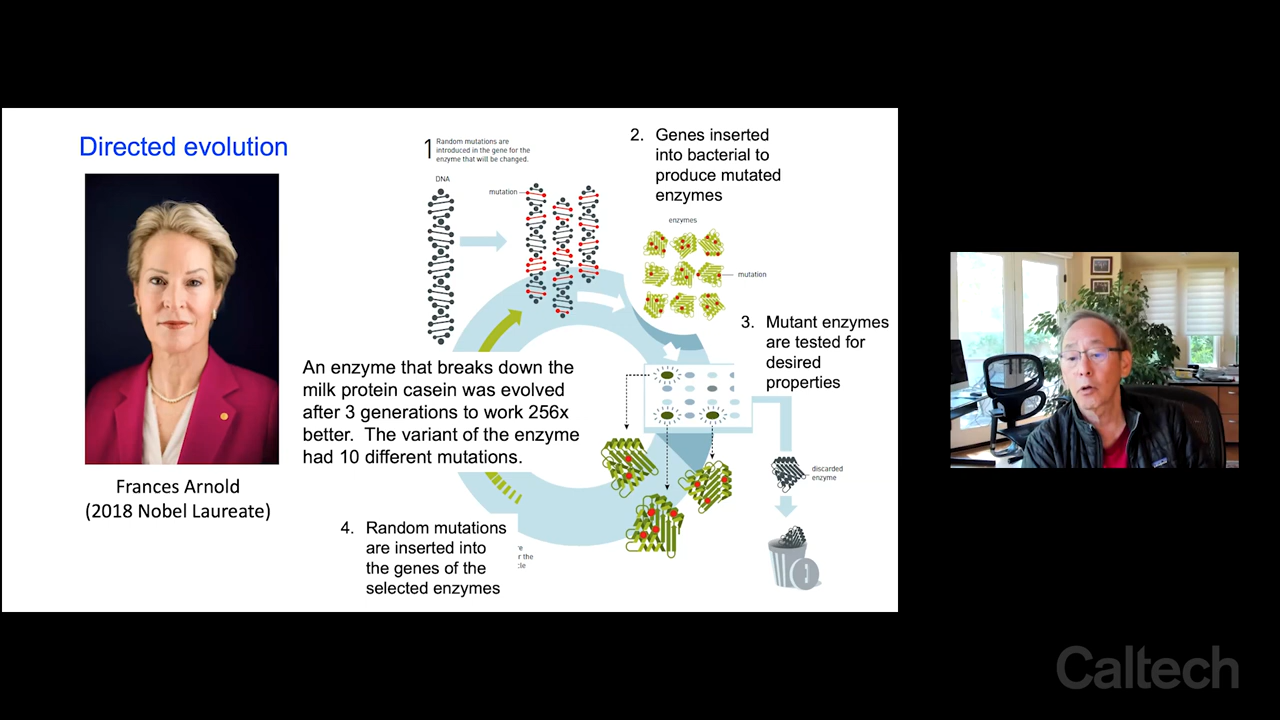 Directed evolution
Frances Arnold
(2018 Nobel Laureate)
1
Random mutations are
introduced in the gene for the
enzyme that will be changed.
DNA
mutation
2. Genes inserted
into bacterial to
produce mutated
enzymes
enzymes
mutation
3. Mutant enzymes
are tested for
desired
properties
An enzyme that breaks down the
milk protein casein was evolved
after 3 generations to work 256x
better. The variant of the enzyme
had 10 different mutations.
discarded
enzyme
4. Random mutations
are inserted into
the genes of the
selected enzymes
Caltech